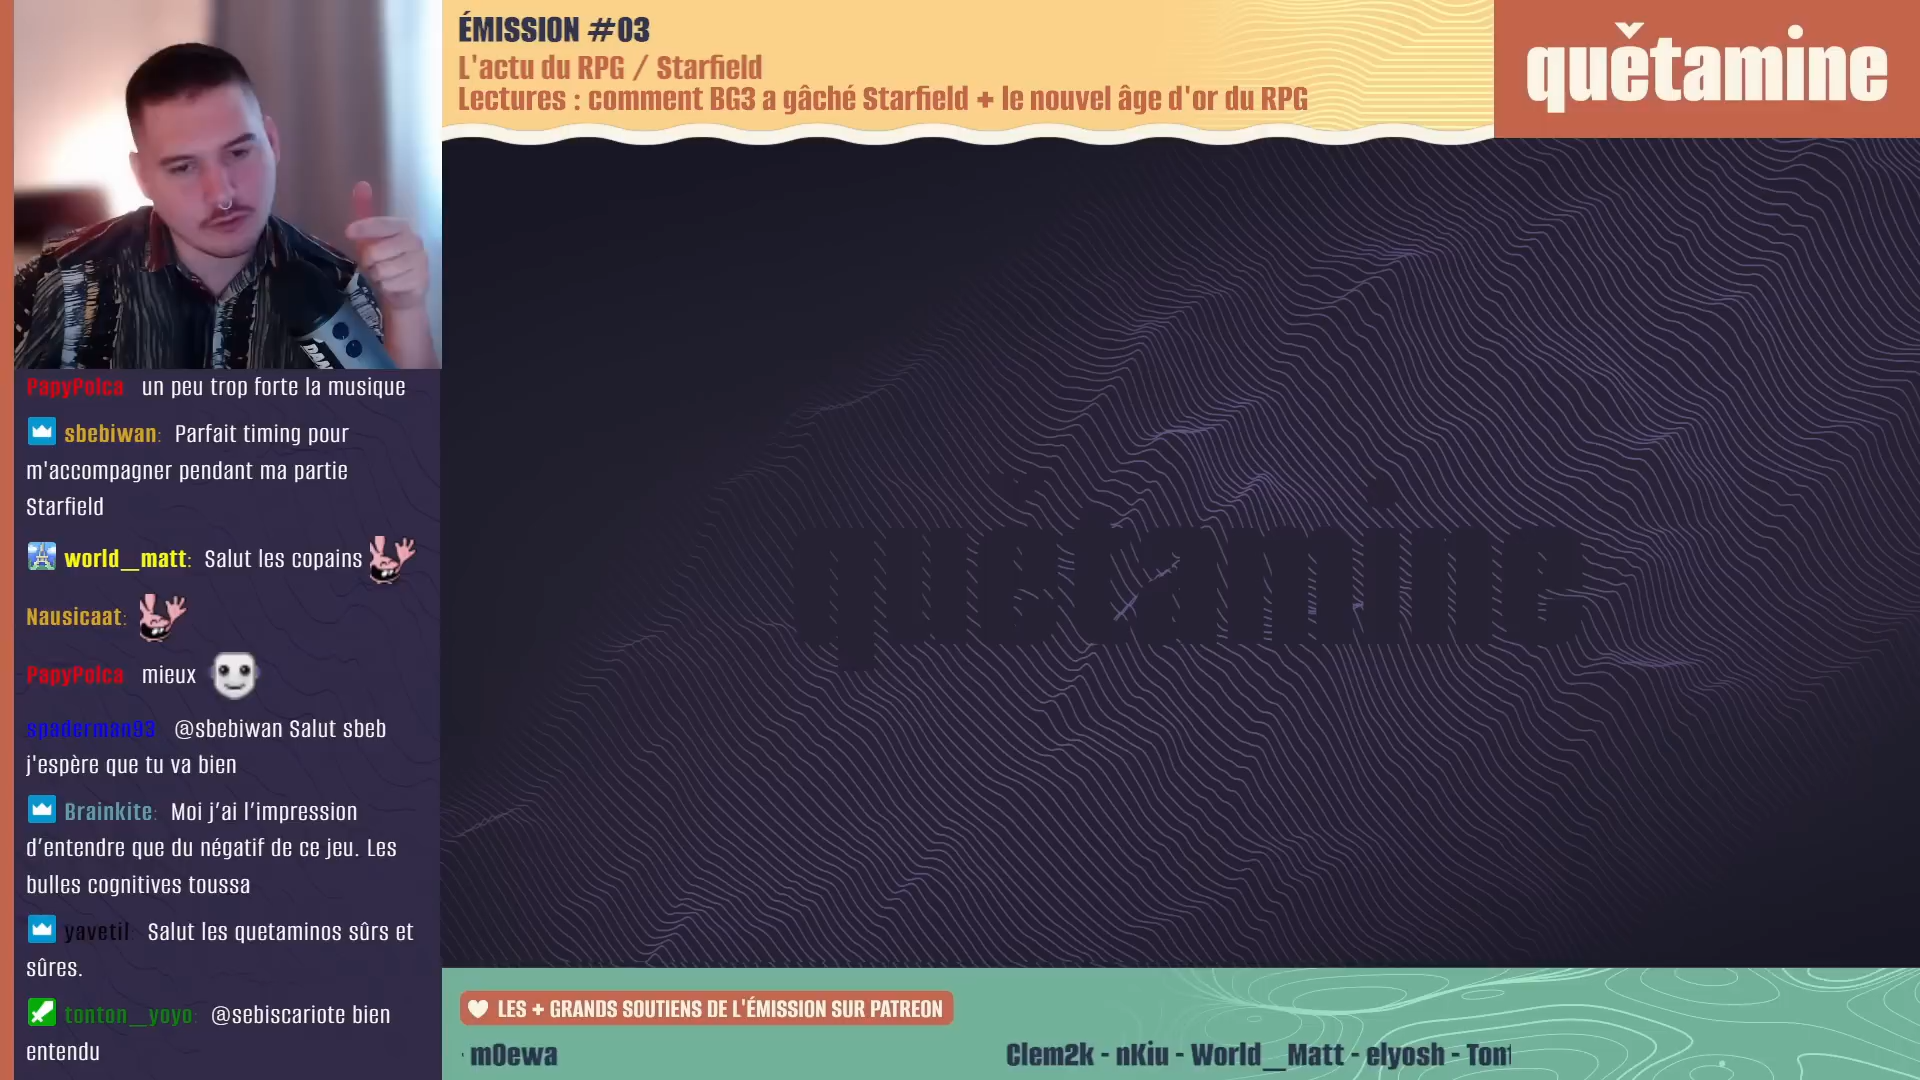 ÉMISSION #03
L'actu du RPG / Starfield
Lectures : comment BG3 a gâché Starfield + le nouvel âge d'or du RPG
quětamine
PapyPolca un peu trop forte la musique
sbebiwan: Parfait timing pour
m'accompagner pendant ma partie
Starfield
world_matt: Salut les copains
Nausicaat:
PapyPolca mieux
spaderman93 @sbebiwan Salut sbeb
j'espère que tu va bien
Brainkite: Moi j’ai l’impression
d’entendre que du négatif de ce jeu. Les
bulles cognitives toussa
yavetil: Salut les quetaminos sûrs et
sûres.
tonton_yoyo: @sebiscariote bien
entendu
quětamine
LES + GRANDS SOUTIENS DE L'ÉMISSION SUR PATREON
· m0ewa
Clem2k - nKiu - World_Matt - elyosh - Tont